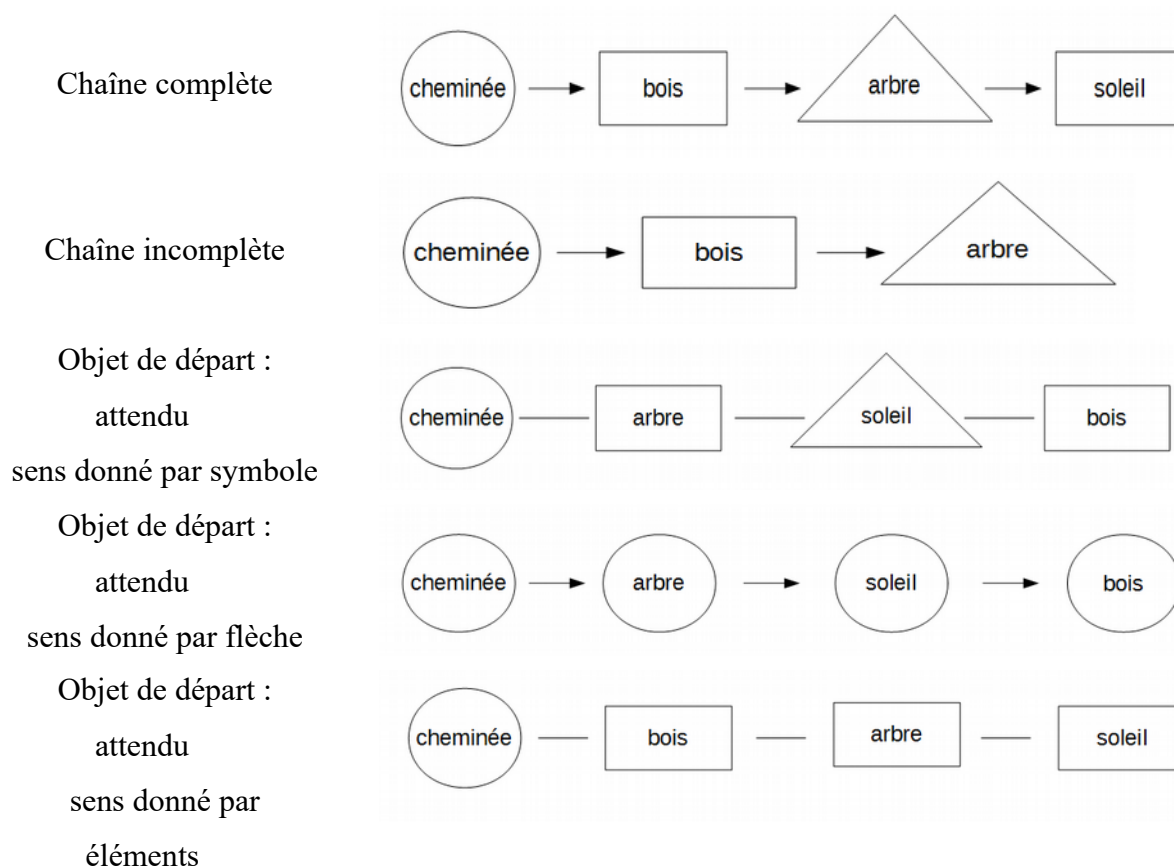 Chaîne complète
cheminée bois arbre soleil
Chaîne incomplète
cheminée bois arbre
Objet de départ :
attendu
sens donné par symbole
cheminée arbre soleil bois
Objet de départ :
attendu
sens donné par flèche
cheminée arbre soleil bois
Objet de départ :
attendu
sens donné par
éléments
cheminée bois arbre soleil